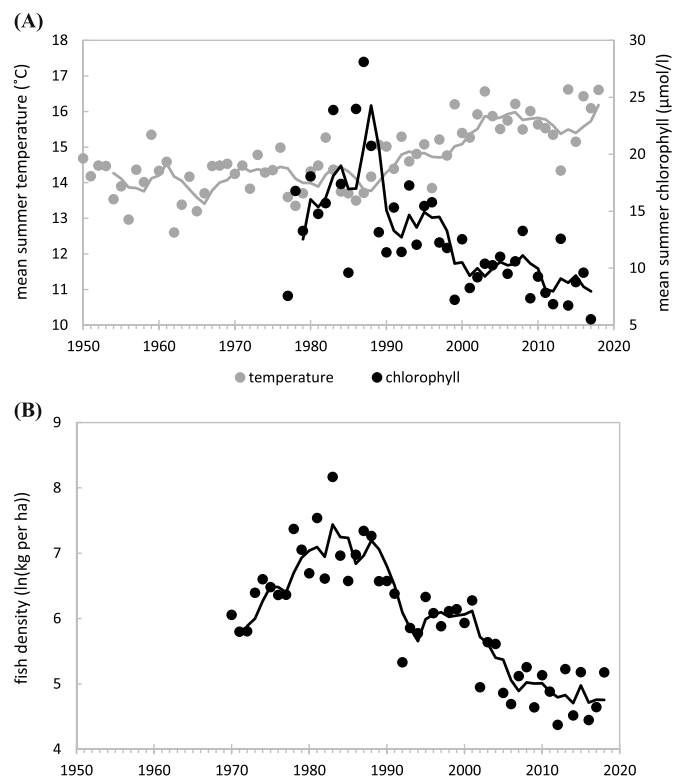 (A)
mean summer temperature (˚C)
18
17
16
15
14
13
12
11
10
30
25
20
15
10
5
mean summer chlorophyll (µmol/l)
1950 1960 1970 1980 1990 2000 2010 2020
temperature chlorophyll
(B)
fish density (ln(kg per ha))
9
8
7
6
5
4
1950 1960 1970 1980 1990 2000 2010 2020